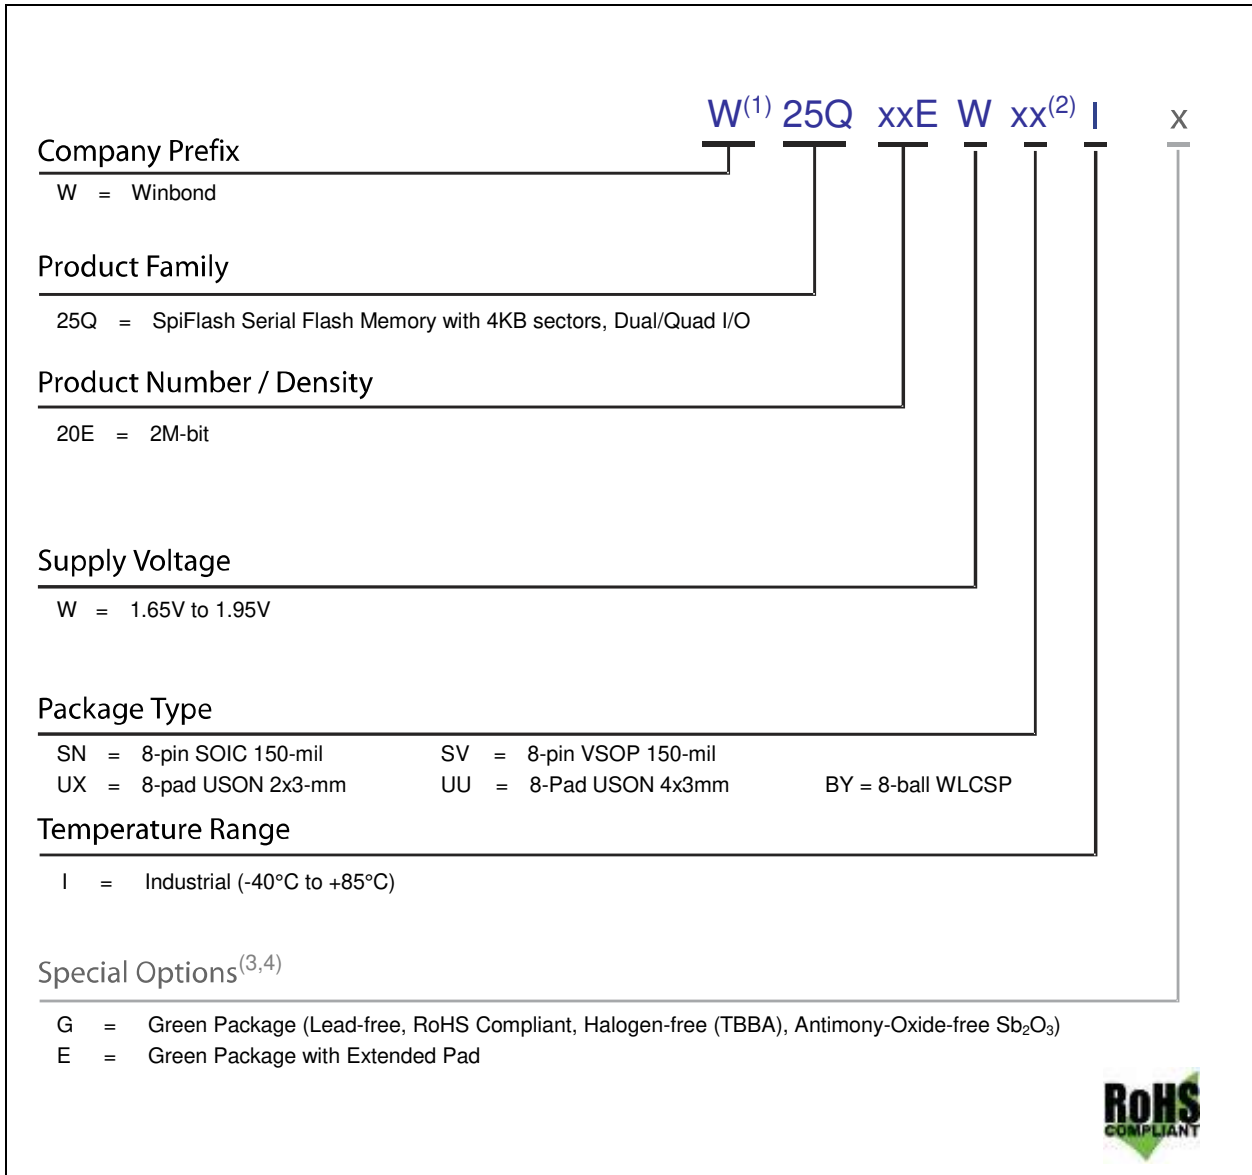 W(1) 25Q xxE W xx(2) I x
Company Prefix
W = Winbond
Product Family
25Q = SpiFlash Serial Flash Memory with 4KB sectors, Dual/Quad I/O
Product Number / Density
20E = 2M-bit
Supply Voltage
W = 1.65V to 1.95V
Package Type
SN = 8-pin SOIC 150-mil SV = 8-pin VSOP 150-mil
UX = 8-pad USON 2x3-mm UU = 8-Pad USON 4x3mm BY = 8-ball WLCSP
Temperature Range
I = Industrial (-40°C to +85°C)
Special Options(3,4)
G = Green Package (Lead-free, RoHS Compliant, Halogen-free (TBBA), Antimony-Oxide-free Sb₂O₃)
E = Green Package with Extended Pad
RoHS
COMPLIANT